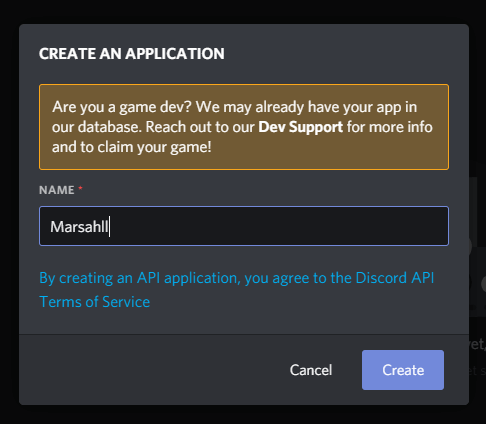 CREATE AN APPLICATION
Are you a game dev? We may already have your app in
our database. Reach out to our Dev Support for more info
and to claim your game!
NAME *
Marsahll
By creating an API application, you agree to the Discord API
Terms of Service
Cancel
Create